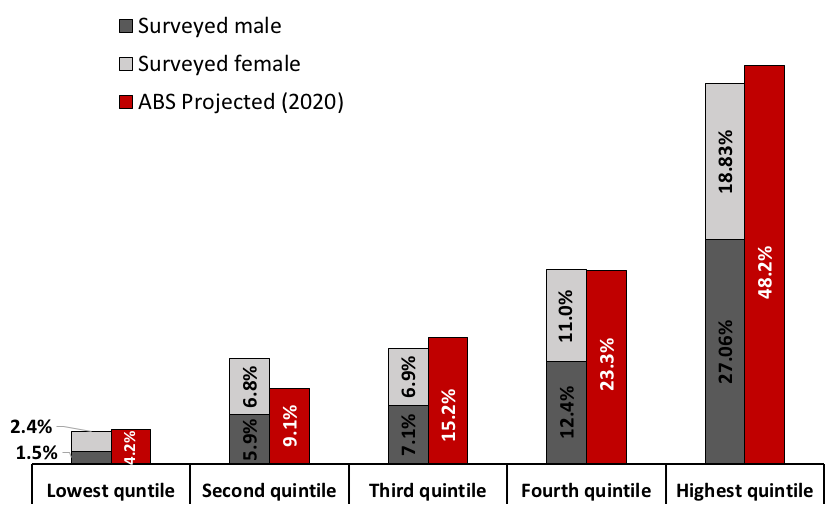 Surveyed male
Surveyed female
ABS Projected (2020)
2.4%
1.5%
4.2%
6.8%
5.9%
9.1%
6.9%
7.1%
15.2%
11.0%
12.4%
23.3%
18.83%
27.06%
48.2%
Lowest quntile
Second quintile
Third quintile
Fourth quintile
Highest quintile